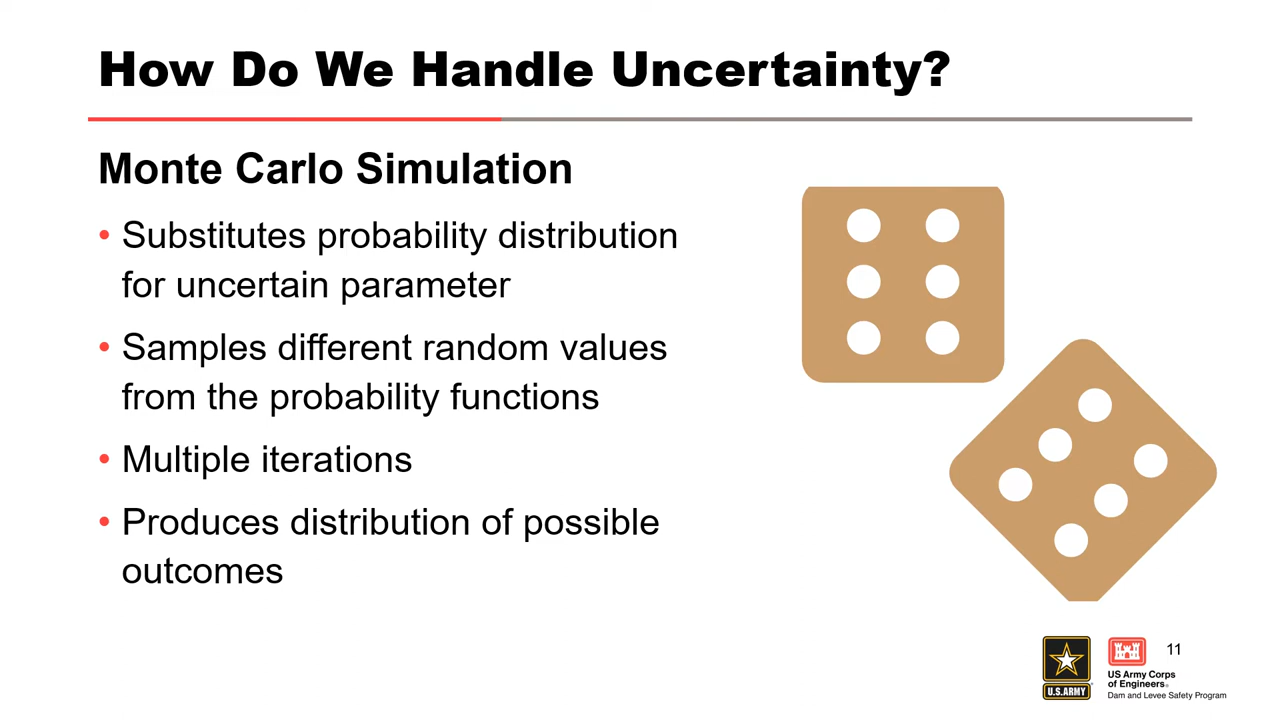 How Do We Handle Uncertainty?
Monte Carlo Simulation
• Substitutes probability distribution
for uncertain parameter
• Samples different random values
from the probability functions
• Multiple iterations
• Produces distribution of possible
outcomes
U.S.ARMY
US Army Corps
of Engineers®
Dam and Levee Safety Program
11